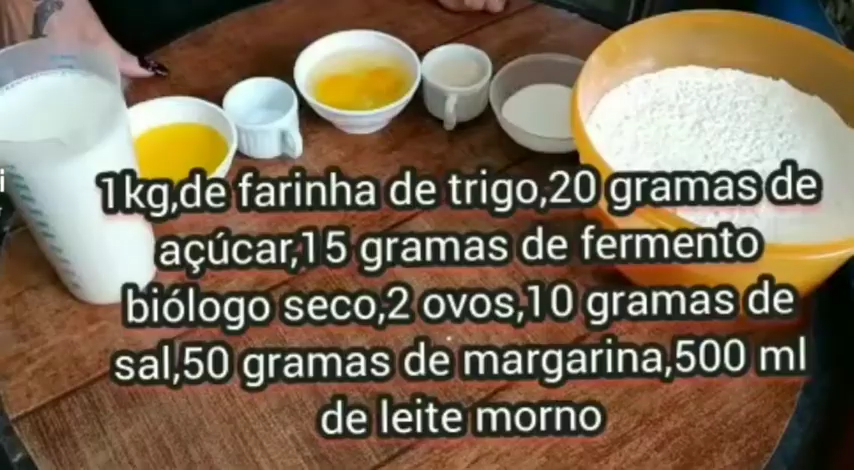 i
1kg,de farinha de trigo,20 gramas de
açúcar,15 gramas de fermento
biólogo seco,2 ovos,10 gramas de
sal,50 gramas de margarina,500 ml
de leite morno